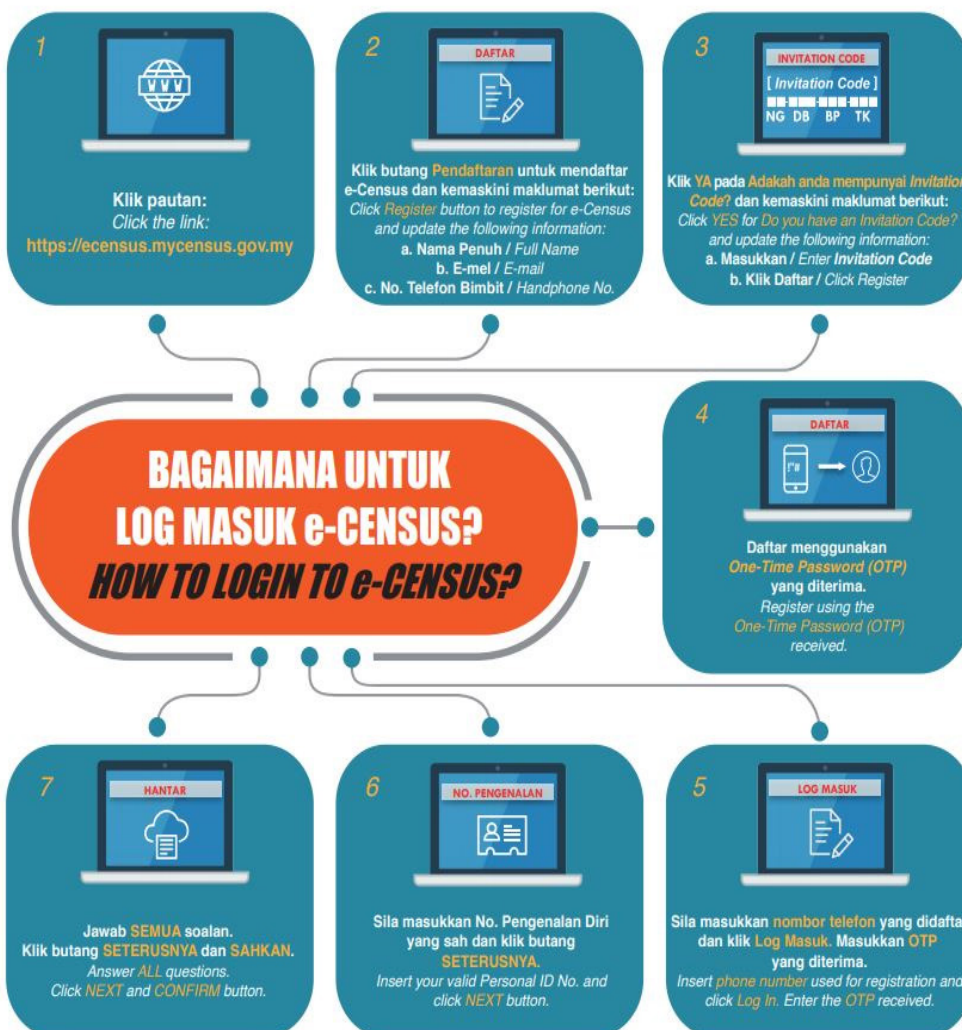 1
WWW
Klik pautan:
Click the link:
https://ecensus.mycensus.gov.my
2
DAFTAR
Klik butang Pendaftaran untuk mendaftar
e-Census dan kemaskini maklumat berikut:
Click Register button to register for e-Census
and update the following information:
a. Nama Penuh / Full Name
b. E-mel / E-mail
c. No. Telefon Bimbit / Handphone No.
3
INVITATION CODE
[ Invitation Code ]
NG DB BP TK
Klik YA pada Adakah anda mempunyai Invitation
Code? dan kemaskini maklumat berikut:
Click YES for Do you have an Invitation Code?
and update the following information:
a. Masukkan / Enter Invitation Code
b. Klik Daftar / Click Register
BAGAIMANA UNTUK
LOG MASUK e-CENSUS?
HOW TO LOGIN TO e-CENSUS?
4
DAFTAR
Daftar menggunakan
One-Time Password (OTP)
yang diterima.
Register using the
One-Time Password (OTP)
received.
5
LOG MASUK
Sila masukkan nombor telefon yang didafta
dan klik Log Masuk. Masukkan OTP
yang diterima.
Insert phone number used for registration and
click Log In. Enter the OTP received.
6
NO. PENGENALAN
Sila masukkan No. Pengenalan Diri
yang sah dan klik butang
SETERUSNYA.
Insert your valid Personal ID No. and
click NEXT button.
7
HANTAR
Jawab SEMUA soalan.
Klik butang SETERUSNYA dan SAHKAN.
Answer ALL questions.
Click NEXT and CONFIRM button.